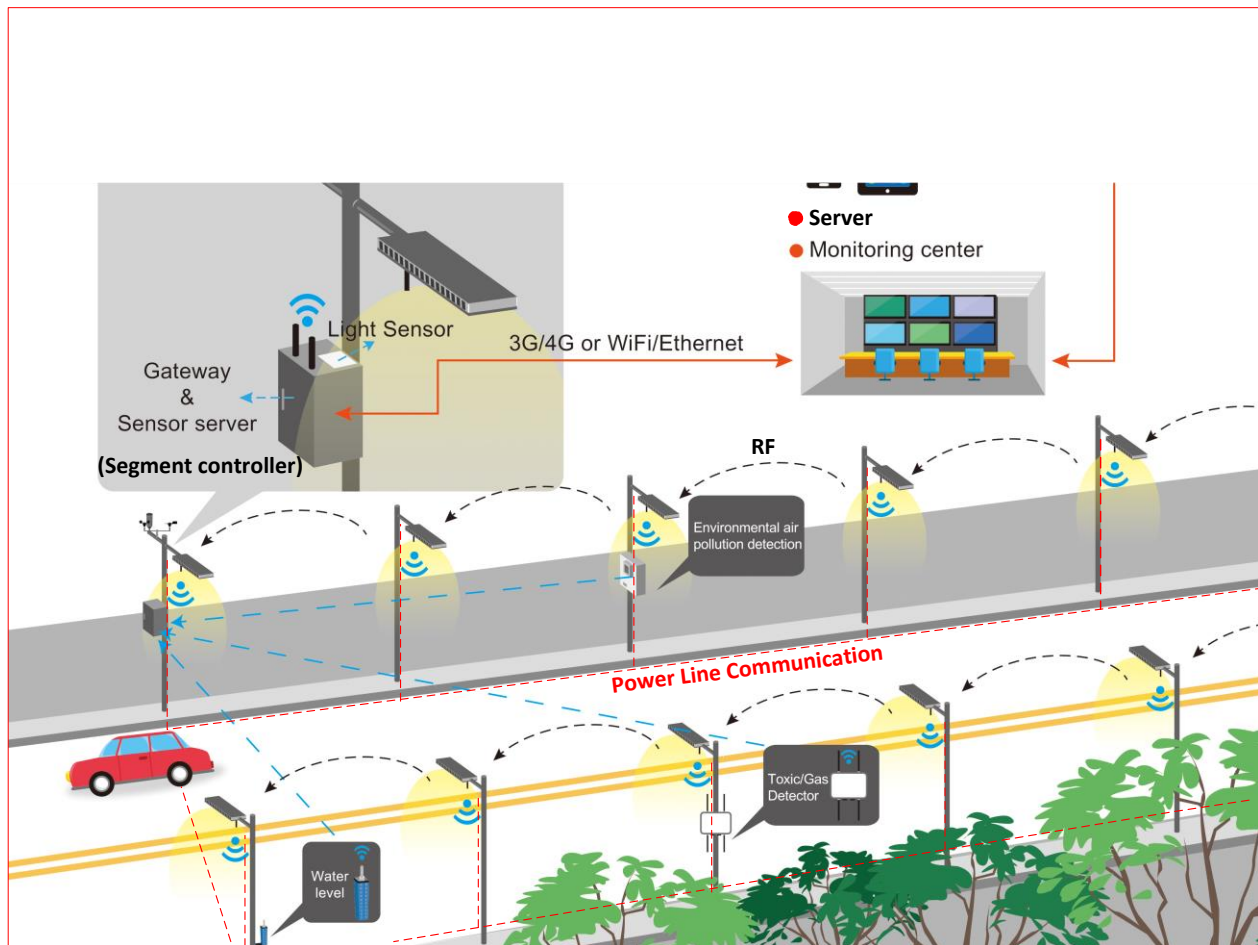 Server
Monitoring center
Light Sensor
3G/4G or WiFi/Ethernet
Gateway
&
Sensor server
(Segment controller)
RF
Environmental air
pollution detection
Power Line Communication
Toxic/Gas
Detector
Water
level